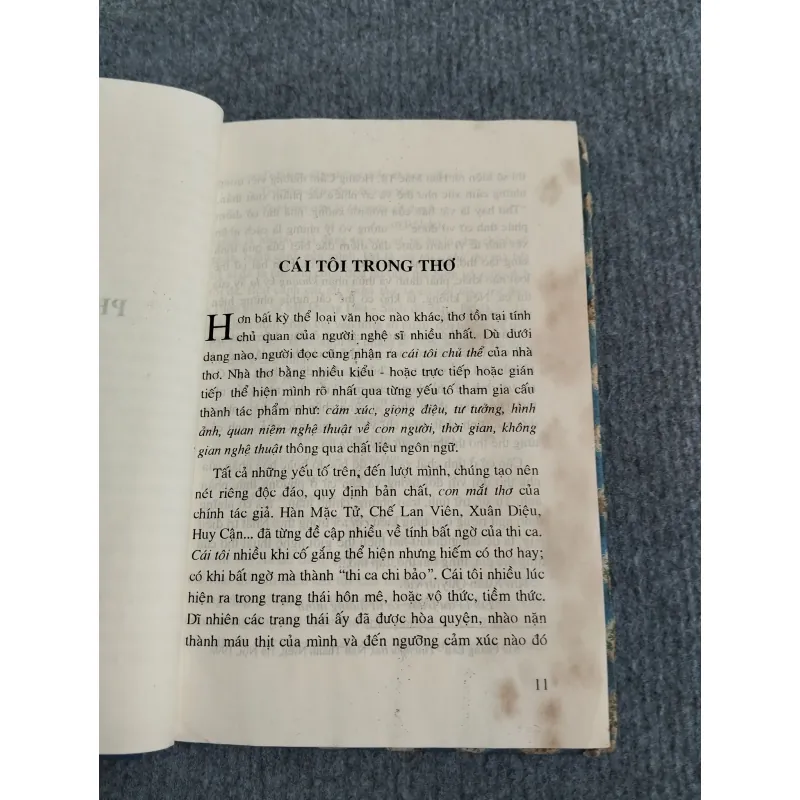 CÁI TÔI TRONG THƠ
Hơn bất kỳ thể loại văn học nào khác, thơ tồn tại tính
chủ quan của người nghệ sĩ nhiều nhất. Dù dưới
dạng nào, người đọc cũng phận ra cái tôi chủ thể của nhà
thơ. Nhà thơ bằng nhiều kiểu - hoặc trực tiếp hoặc gián
tiếp thể hiện mình rõ nhất qua từng yếu tố tham gia cấu
thành tác phẩm như: cảm xúc, giọng điệu, tư tưởng, hình
ảnh, quan niệm nghệ thuật về con người, thời gian, không
gian nghệ thuật thông qua chất liệu ngôn ngữ.
Tất cả những yếu tố trên, đến lượt mình, chúng tạo nên
nét riêng độc đáo, quy định bản chất, con mắt thơ của
chính tác giả. Hàn Mặc Tử, Chế Lan Viên, Xuân Diệu,
Huy Cận... đã từng đề cập nhiều về tính bất ngờ của thi ca.
Cái tôi nhiều khi cố gắng thể hiện nhưng hiếm có thơ hay;
có khi bất ngờ mà thành “thi ca chi bảo”. Cái tôi nhiều lúc
hiện ra trong trạng thái hôn mê, hoặc vô thức, tiềm thức.
Dĩ nhiên các trạng thái ấy đã được hòa quyện, nhào nặn
thành máu thịt của mình và đến ngưỡng cảm xúc nào đó
11